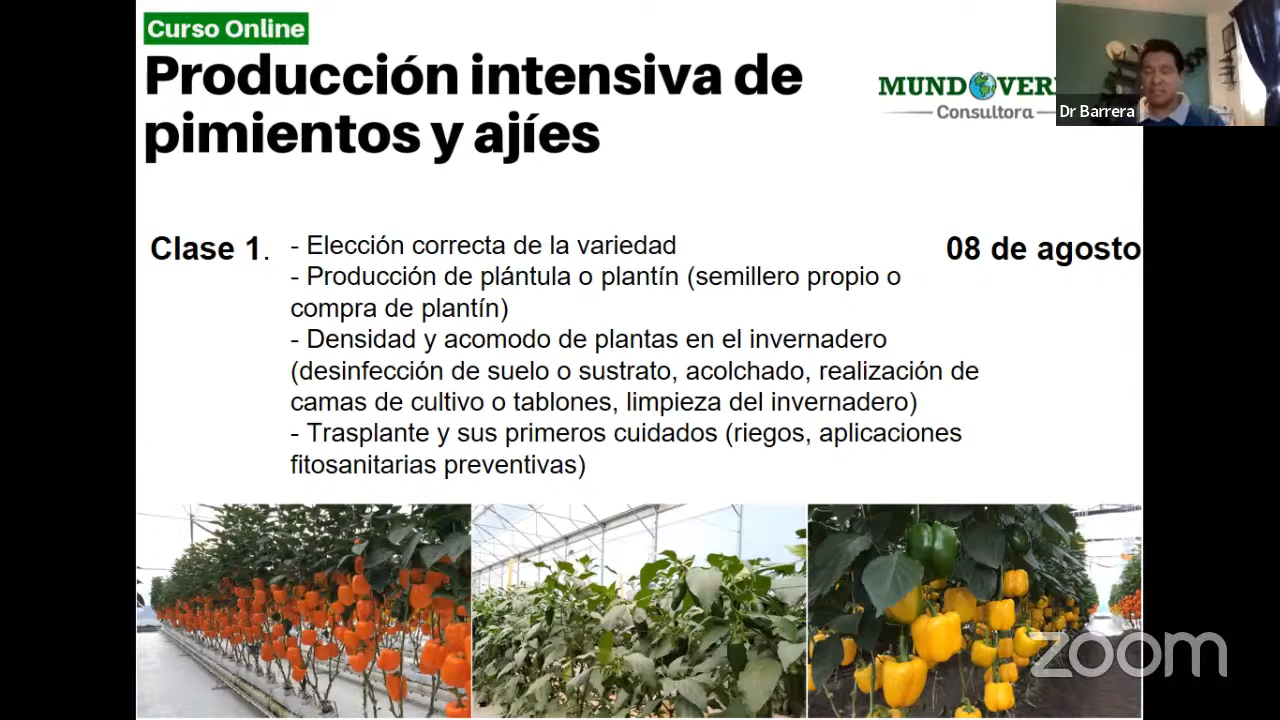 Curso Online
Producción intensiva de
pimientos y ajíes
MUNDOVER
Consultora
Dr Barrera
Clase 1.
- Elección correcta de la variedad
- Producción de plántula o plantín (semillero propio o
compra de plantín)
- Densidad y acomodo de plantas en el invernadero
(desinfección de suelo o sustrato, acolchado, realización de
camas de cultivo o tablones, limpieza del invernadero)
- Trasplante y sus primeros cuidados (riegos, aplicaciones
fitosanitarias preventivas)
08 de agosto
zoom